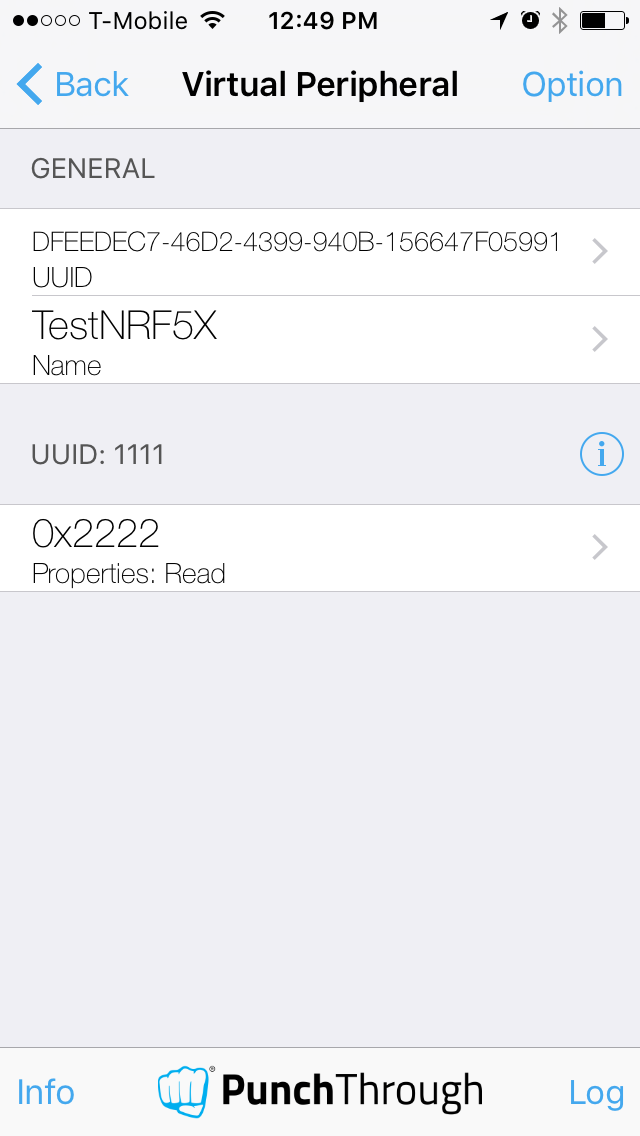 T-Mobile 12:49 PM
Back Virtual Peripheral Option
GENERAL
DFEEDEC7-46D2-4399-940B-156647F05991
UUID
TestNRF5X
Name
UUID: 1111
i
0x2222
Properties: Read
Info PunchThrough® Log